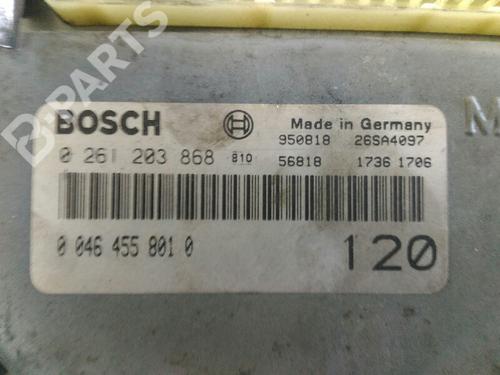 B-PARTS
BOSCH Made in Germany
950818 26SA4097
0 261 203 868 810 56818 1736 1706
0 046 455 801 0 120
M